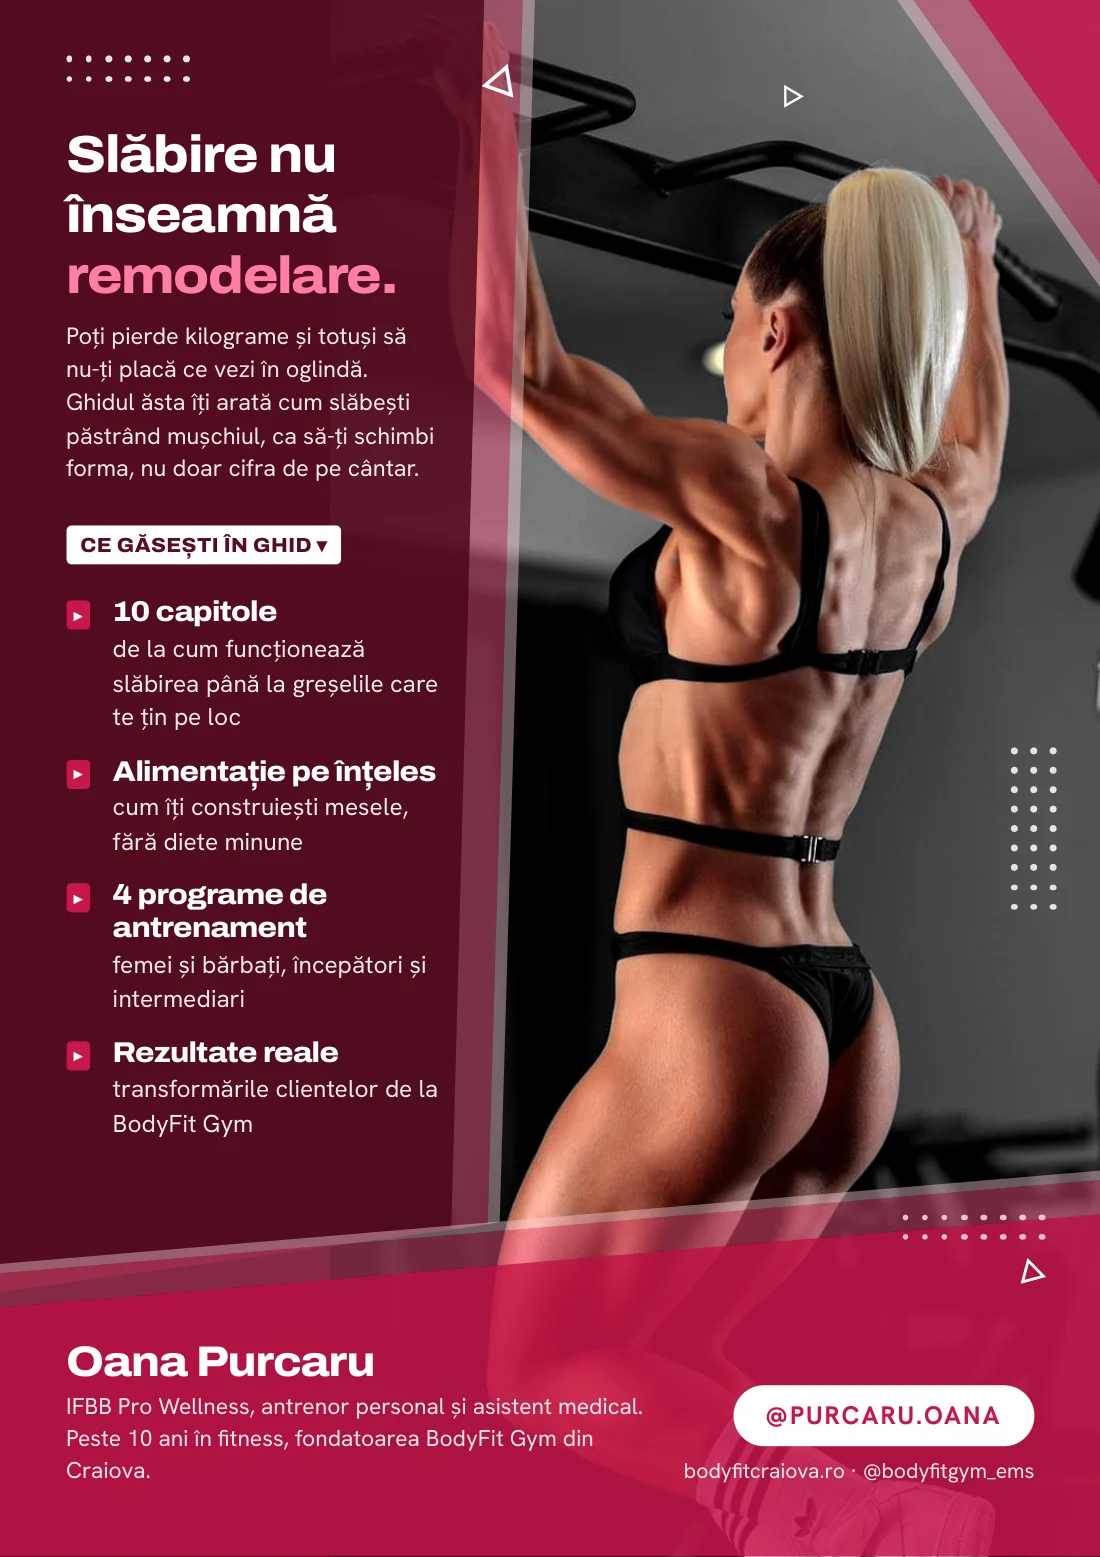 Slăbire nu
înseamnă
remodelare.
Poți pierde kilograme și totuși să
nu-ți placă ce vezi în oglindă.
Ghidul ăsta îți arată cum slăbești
păstrând mușchiul, ca să-ți schimbi
forma, nu doar cifra de pe cântar.
CE GĂSEȘTI ÎN GHID ▾
10 capitole
de la cum funcționează
slăbirea până la greșelile care
te țin pe loc
Alimentație pe înțeles
cum îți construiești mesele,
fără diete minune
4 programe de
antrenament
femei și bărbați, începători și
intermediari
Rezultate reale
transformările clientelor de la
BodyFit Gym
Oana Purcaru
IFBB Pro Wellness, antrenor personal și asistent medical.
Peste 10 ani în fitness, fondatoarea BodyFit Gym din
Craiova.
@PURCARU.OANA
bodyfitcraiova.ro · @bodyfitgym_ems